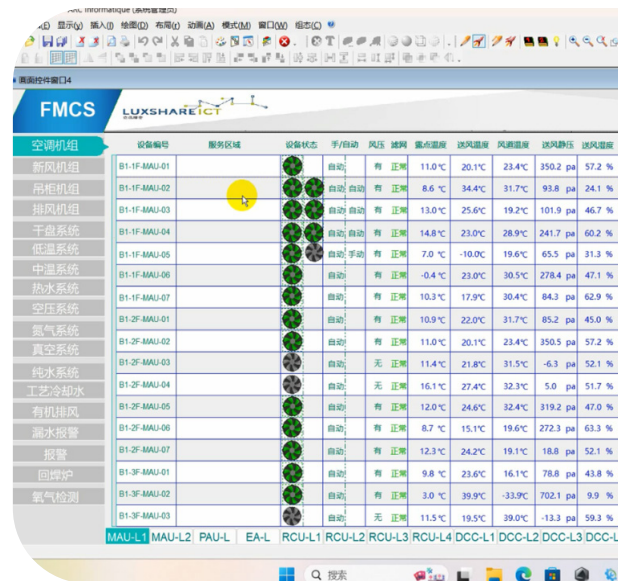 显示(y) 插入(I) 绘图(D) 布局(r) 动画(A) 模式(M) 窗口(W) 组态(C)
画面控件窗口4
FMCS
LUXSHARE ICT
空调机组
设备编号 服务区域 设备状态 手/自动 风压 滤网 露点温度 送风温度 风道温度 送风静压 送风湿度
新风机组
吊柜机组
排风机组
干盘系统
低温系统
中温系统
热水系统
空压系统
氮气系统
真空系统
纯水系统
工艺冷却水
有机排风
漏水报警
报警
回焊炉
氧气检测
B1-1F-MAU-01 自动 有 正常 11.0 ℃ 20.1℃ 23.4℃ 350.2 pa 57.2 %
B1-1F-MAU-02 自动 自动 有 正常 8.6 ℃ 34.4℃ 31.7℃ 93.8 pa 24.1 %
B1-1F-MAU-03 自动 自动 有 正常 13.0 ℃ 25.6℃ 19.2℃ 101.9 pa 46.7 %
B1-1F-MAU-04 自动 自动 有 正常 14.8 ℃ 23.0℃ 28.9℃ 241.7 pa 60.2 %
B1-1F-MAU-05 自动 手动 有 正常 7.0 ℃ -10.0℃ 19.6℃ 65.5 pa 31.3 %
B1-1F-MAU-06 自动 有 正常 -0.4 ℃ 23.0℃ 30.5℃ 278.4 pa 47.1 %
B1-1F-MAU-07 自动 有 正常 10.3 ℃ 17.9℃ 30.4℃ 84.3 pa 62.9 %
B1-2F-MAU-01 自动 有 正常 10.9 ℃ 22.0℃ 31.7℃ 85.2 pa 45.0 %
B1-2F-MAU-02 自动 有 正常 11.0 ℃ 20.1℃ 23.4℃ 350.5 pa 57.2 %
B1-2F-MAU-03 自动 无 正常 11.4 ℃ 21.8℃ 31.5℃ -6.3 pa 52.1 %
B1-2F-MAU-04 自动 无 正常 16.1 ℃ 27.4℃ 32.3℃ 5.0 pa 51.7 %
B1-2F-MAU-05 自动 有 正常 12.0 ℃ 24.6℃ 32.4℃ 319.2 pa 47.0 %
B1-2F-MAU-06 自动 有 正常 8.7 ℃ 15.1℃ 19.6℃ 272.3 pa 63.3 %
B1-2F-MAU-07 自动 有 正常 12.3 ℃ 24.2℃ 19.1℃ 18.8 pa 52.1 %
B1-3F-MAU-01 自动 有 正常 9.8 ℃ 23.6℃ 16.1℃ 78.8 pa 43.8 %
B1-3F-MAU-02 自动 有 正常 3.0 ℃ 39.9℃ -33.9℃ 702.1 pa 9.9 %
B1-3F-MAU-03 自动 无 正常 11.5 ℃ 19.5℃ 39.0℃ -13.3 pa 59.3 %
MAU-L1 MAU-L2 PAU-L EA-L RCU-L1 RCU-L2 RCU-L3 RCU-L4 DCC-L1 DCC-L2 DCC-L3 DCC-L
搜索